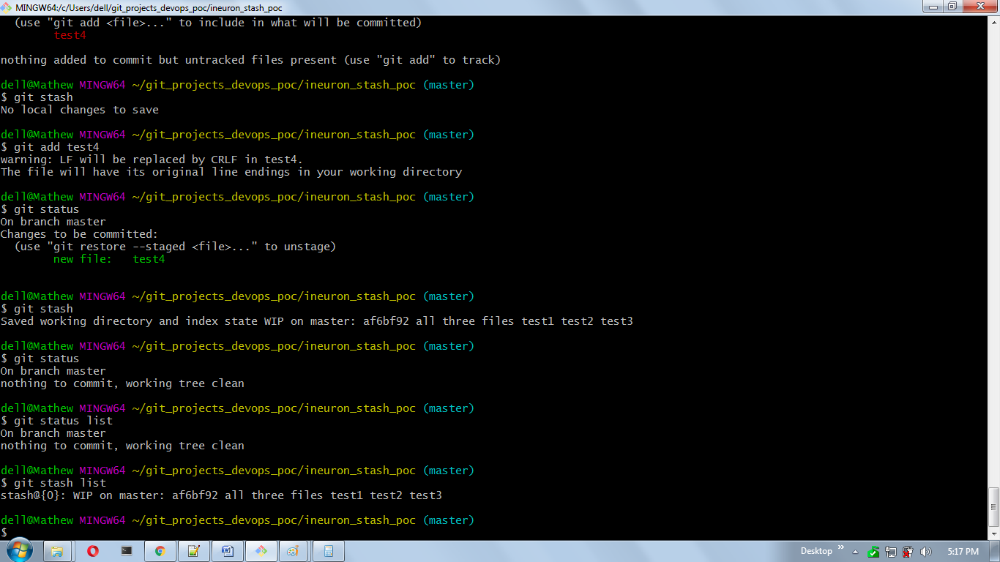 MINGW64:/c/Users/dell/git_projects_devops_poc/ineuron_stash_poc
  (use "git add <file>..." to include in what will be committed)
        test4

nothing added to commit but untracked files present (use "git add" to track)

dell@Mathew MINGW64 ~/git_projects_devops_poc/ineuron_stash_poc (master)
$ git stash
No local changes to save

dell@Mathew MINGW64 ~/git_projects_devops_poc/ineuron_stash_poc (master)
$ git add test4
warning: LF will be replaced by CRLF in test4.
The file will have its original line endings in your working directory

dell@Mathew MINGW64 ~/git_projects_devops_poc/ineuron_stash_poc (master)
$ git status
On branch master
Changes to be committed:
  (use "git restore --staged <file>..." to unstage)
        new file:   test4


dell@Mathew MINGW64 ~/git_projects_devops_poc/ineuron_stash_poc (master)
$ git stash
Saved working directory and index state WIP on master: af6bf92 all three files test1 test2 test3

dell@Mathew MINGW64 ~/git_projects_devops_poc/ineuron_stash_poc (master)
$ git status
On branch master
nothing to commit, working tree clean

dell@Mathew MINGW64 ~/git_projects_devops_poc/ineuron_stash_poc (master)
$ git status list
On branch master
nothing to commit, working tree clean

dell@Mathew MINGW64 ~/git_projects_devops_poc/ineuron_stash_poc (master)
$ git stash list
stash@{0}: WIP on master: af6bf92 all three files test1 test2 test3

dell@Mathew MINGW64 ~/git_projects_devops_poc/ineuron_stash_poc (master)
$
Desktop » 5:17 PM